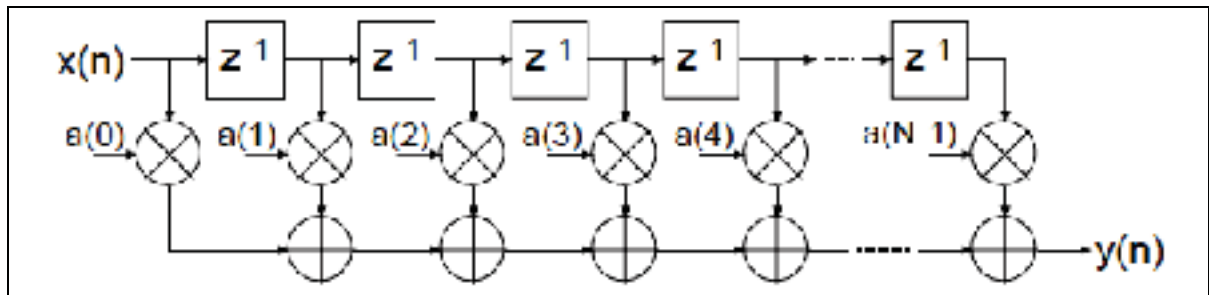 x(n) z 1 z 1 z 1 z 1 z 1
a(0) a(1) a(2) a(3) a(4) a(N 1)
y(n)